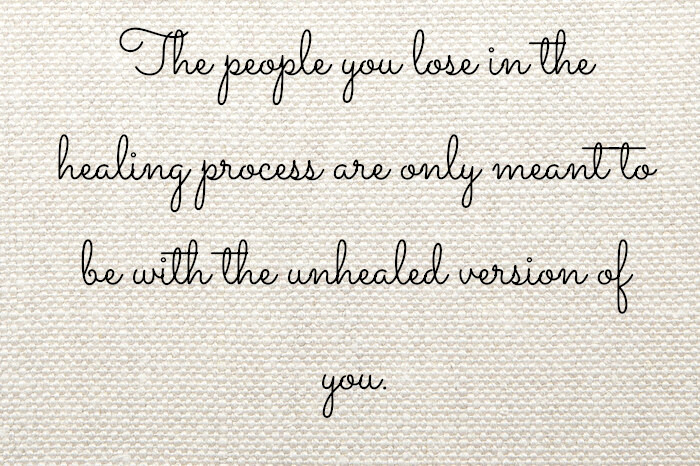 The people you lose in the
healing process are only meant to
be with the unhealed version of
you.